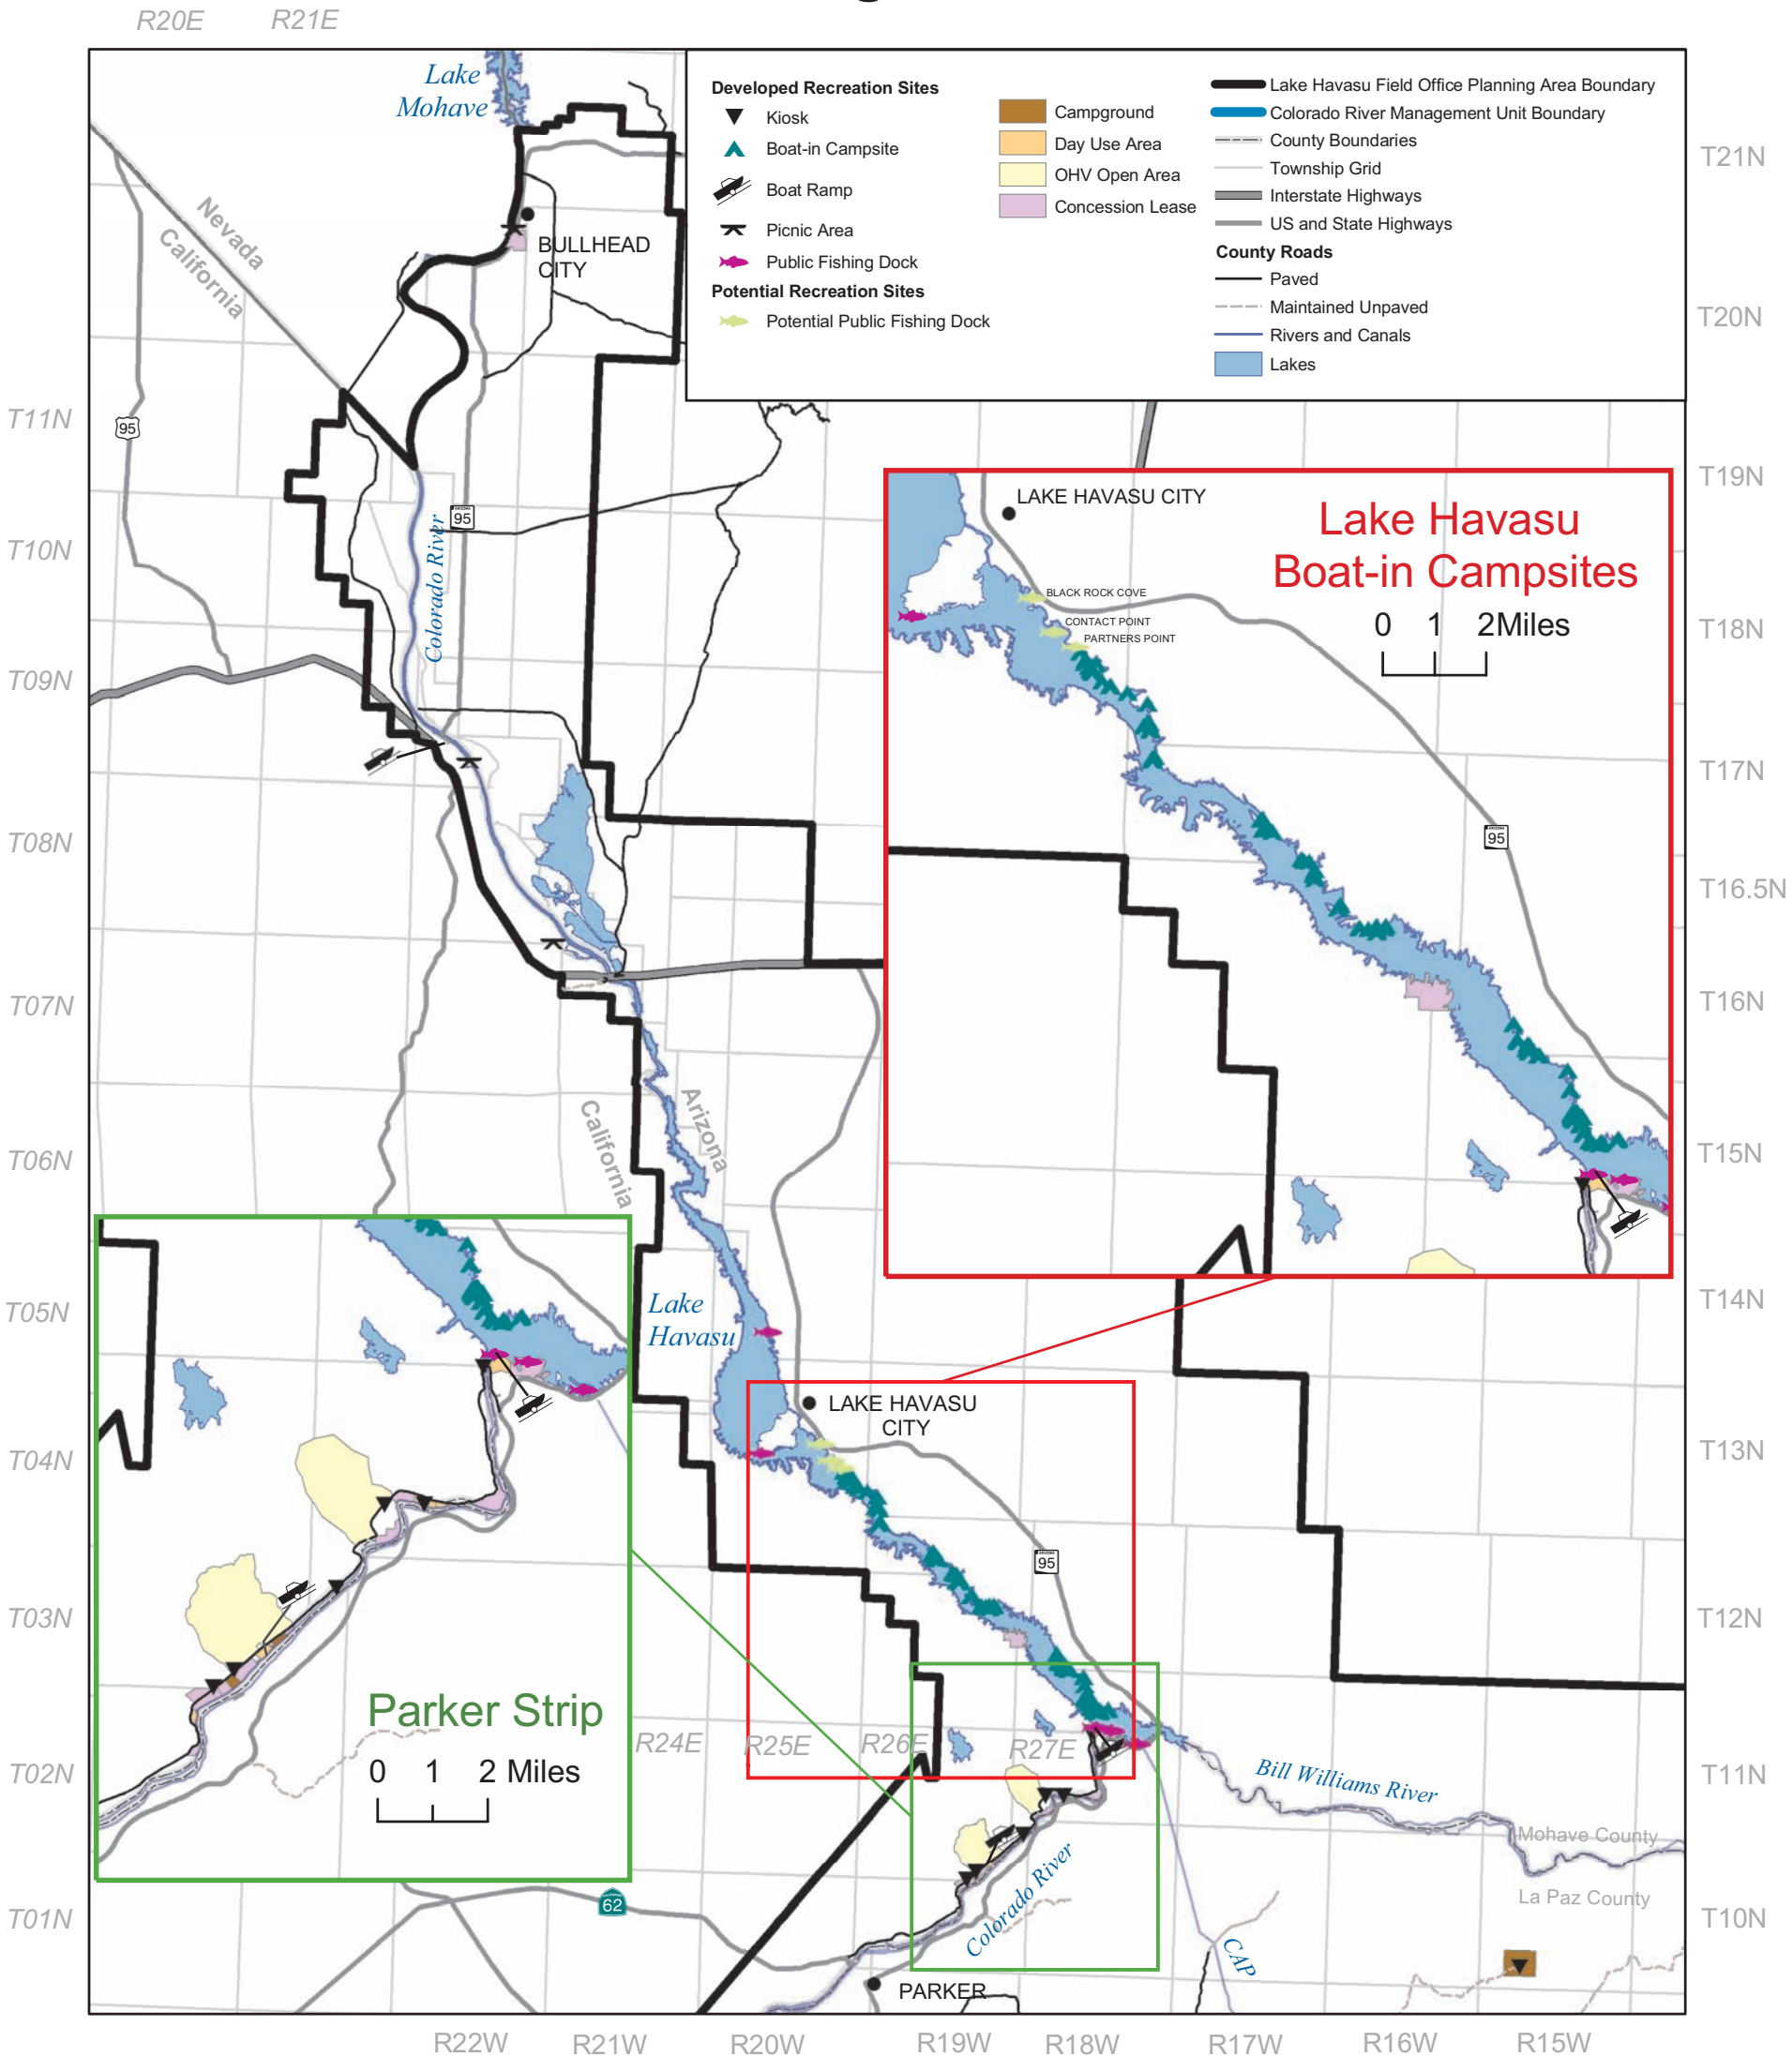 R20E R21E
Lake
Mohave
Developed Recreation Sites
Kiosk
Boat-in Campsite
Boat Ramp
Picnic Area
Public Fishing Dock
Potential Recreation Sites
Potential Public Fishing Dock
Campground
Day Use Area
OHV Open Area
Concession Lease
Lake Havasu Field Office Planning Area Boundary
Colorado River Management Unit Boundary
County Boundaries
Township Grid
Interstate Highways
US and State Highways
County Roads
Paved
Maintained Unpaved
Rivers and Canals
Lakes
Nevada
California
BULLHEAD
CITY
95
ARIZONA
95
Colorado River
T11N
T10N
T09N
T08N
T07N
T06N
T05N
T04N
T03N
T02N
T01N
T21N
T20N
T19N
T18N
T17N
T16.5N
T16N
T15N
T14N
T13N
T12N
T11N
T10N
LAKE HAVASU CITY
Lake Havasu
Boat-in Campsites
0 1 2Miles
BLACK ROCK COVE
CONTACT POINT
PARTNERS POINT
ARIZONA
95
California
Arizona
Lake
Havasu
LAKE HAVASU
CITY
ARIZONA
95
Parker Strip
0 1 2 Miles
R24E R25E R26E R27E
Bill Williams River
Mohave County
La Paz County
Colorado River
CAP
CALIFORNIA
62
PARKER
R22W R21W R20W R19W R18W R17W R16W R15W